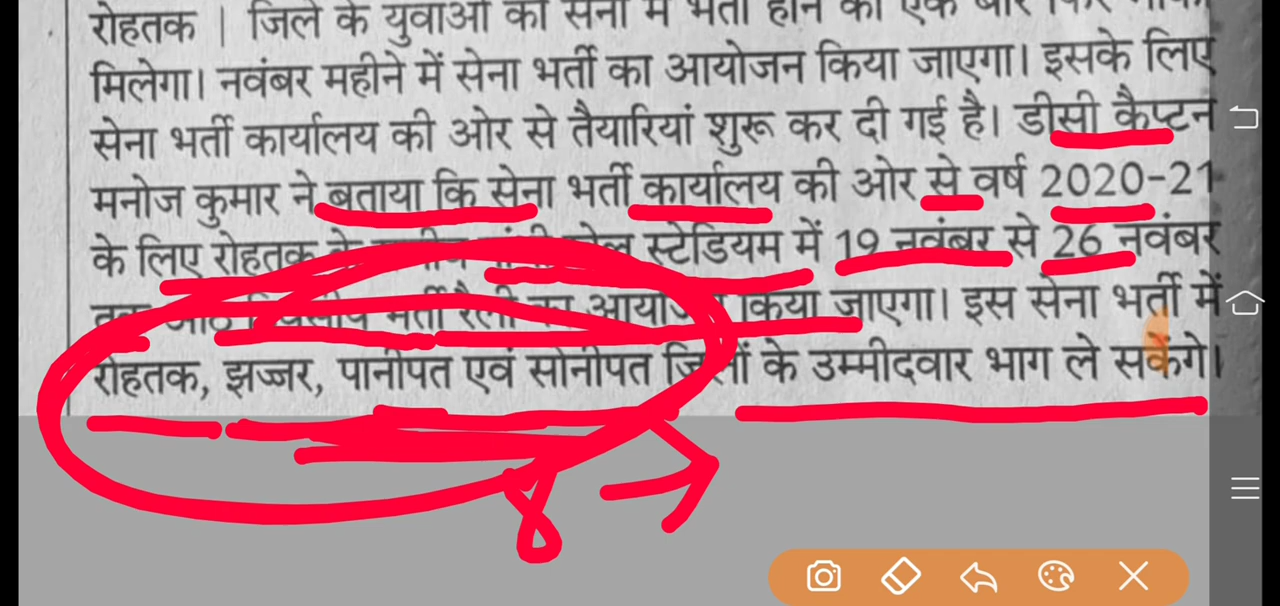 रोहतक | जिले के युवाओं को सेना में भर्ती होने का एक बार फिर मौका
मिलेगा। नवंबर महीने में सेना भर्ती का आयोजन किया जाएगा। इसके लिए
सेना भर्ती कार्यालय की ओर से तैयारियां शुरू कर दी गई है। डीसी कैप्टन
मनोज कुमार ने बताया कि सेना भर्ती कार्यालय की ओर से वर्ष 2020-21
के लिए रोहतक के स्टेडियम में 19 नवंबर से 26 नवंबर
भर्ती रैली का किया जाएगा। इस सेना भर्ती में
रोहतक, झज्जर, पानीपत एवं सोनीपत जिलों के उम्मीदवार भाग ले सकेंगे।
8